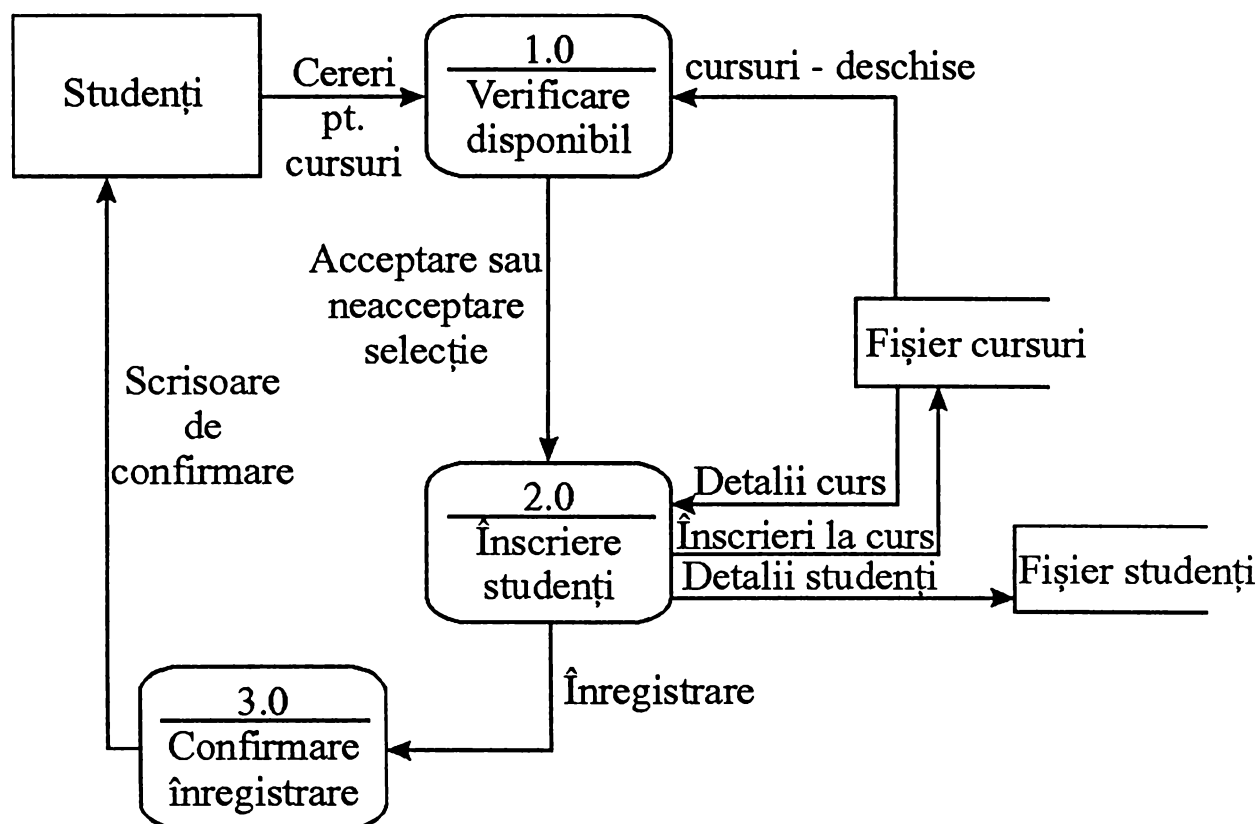 Studenți
Cereri
pt.
cursuri
1.0
Verificare
disponibil
cursuri - deschise
Acceptare sau
neacceptare
selecție
Fișier cursuri
Scrisoare
de
confirmare
2.0
Înscriere
studenți
Detalii curs
Înscrieri la curs
Detalii studenți
Fișier studenți
Înregistrare
3.0
Confirmare
înregistrare